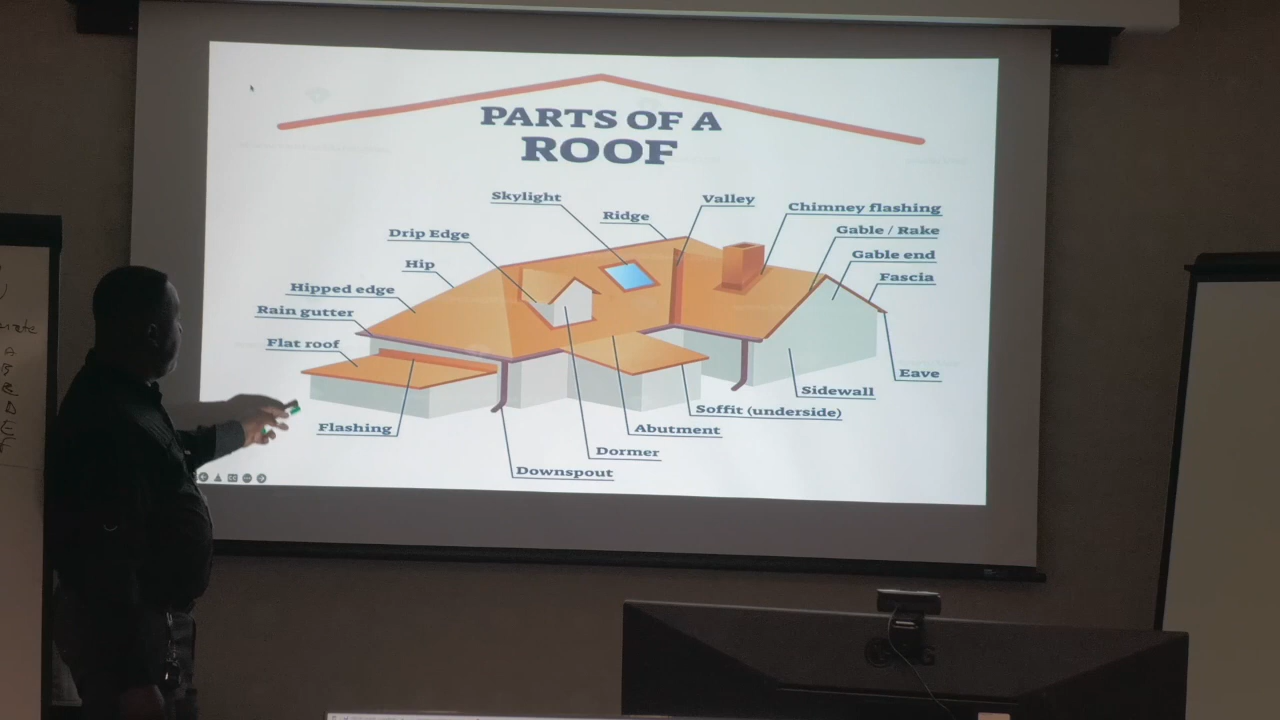 PARTS OF A
ROOF
Skylight
Valley
Ridge
Chimney flashing
Drip Edge
Gable / Rake
Hip
Gable end
Hipped edge
Fascia
Rain gutter
Flat roof
Eave
Sidewall
Soffit (underside)
Flashing
Abutment
Dormer
Downspout
A
B
D
E
F